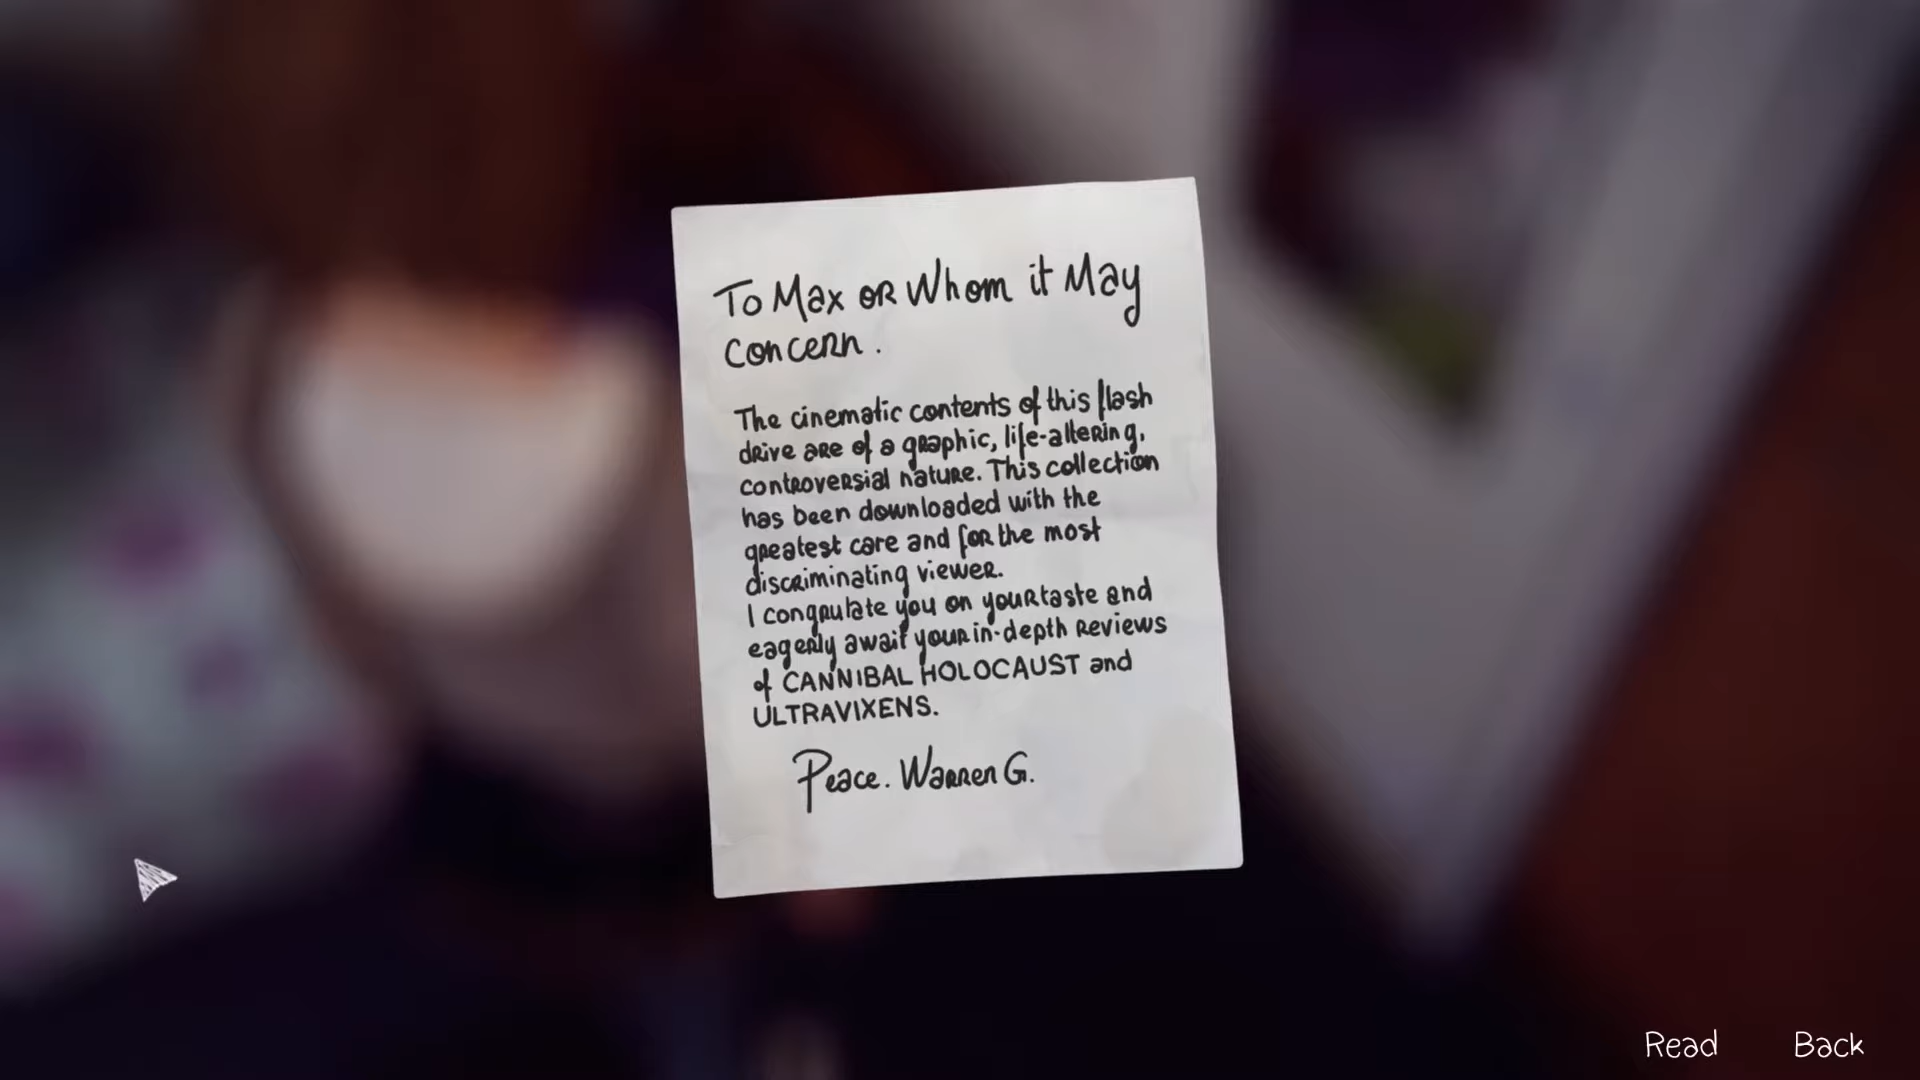 To Max or Whom it May
Concern.
The cinematic contents of this flash
drive are of a graphic, life-altering,
controversial nature. This collection
has been downloaded with the
greatest care and for the most
discriminating viewer.
I congrulate you on your taste and
eagerly await your in-depth reviews
of CANNIBAL HOLOCAUST and
ULTRAVIXENS.
Peace. Warren G.
Read Back